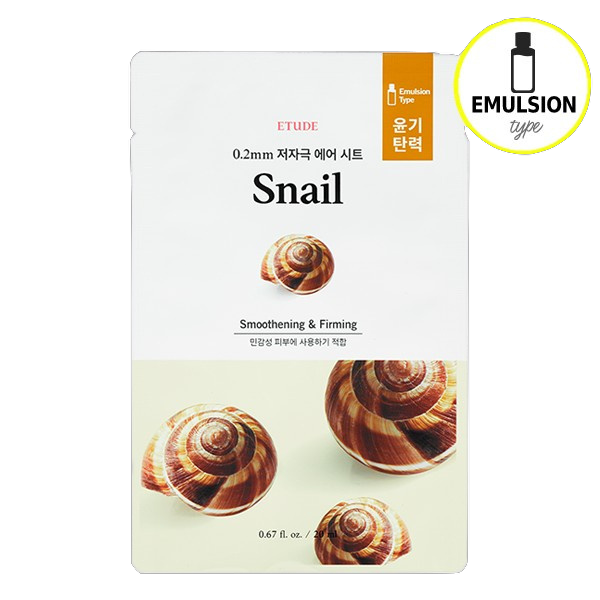 EMULSION
type
Emulsion
Type
윤기
탄력
ETUDE
0.2mm 저자극 에어 시트
Snail
Smoothening & Firming
민감성 피부에 사용하기 적합
0.67 fl. oz. / 20 ml